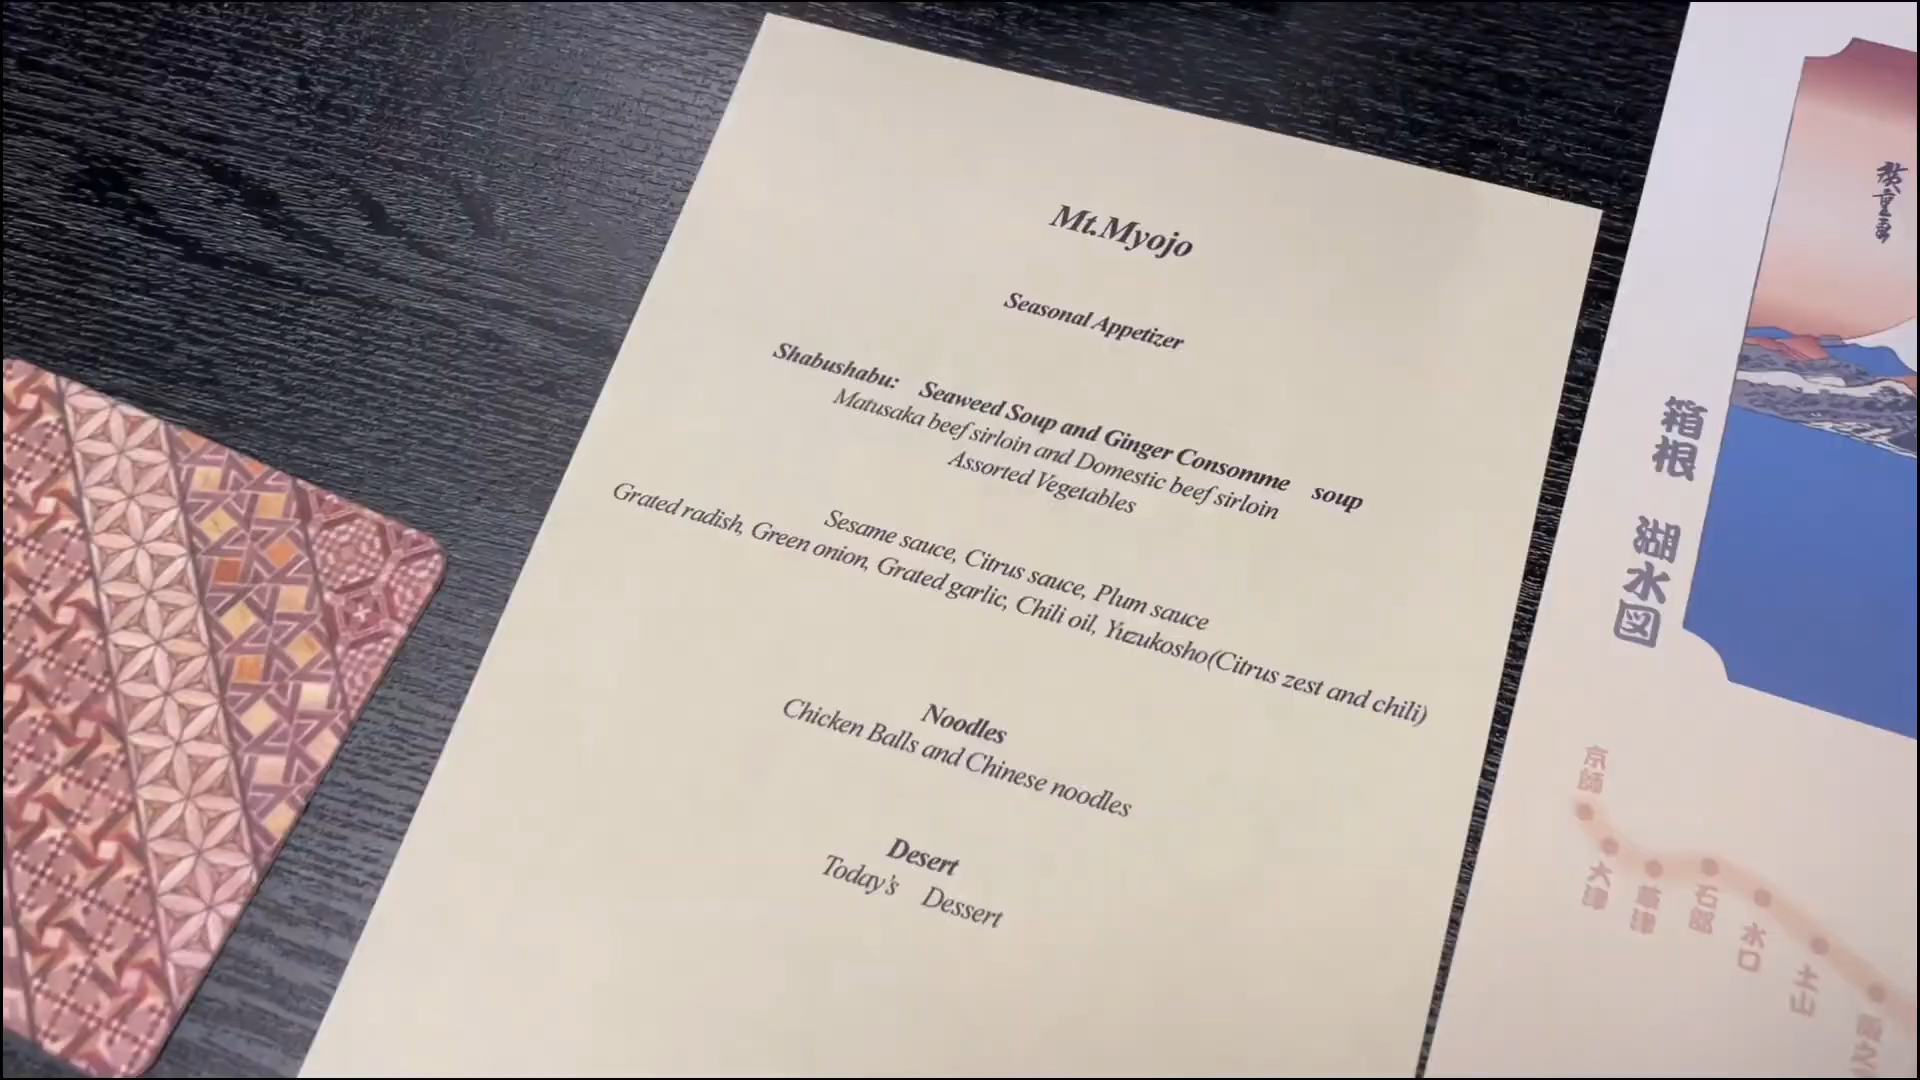 Mt.Myojo
Seasonal Appetizer
Shabushabu: Seaweed Soup and Ginger Consomme soup
Matusaka beef sirloin and Domestic beef sirloin
Assorted Vegetables
Sesame sauce, Citrus sauce, Plum sauce
Grated radish, Green onion, Grated garlic, Chili oil, Yuzukosho(Citrus zest and chili)
Noodles
Chicken Balls and Chinese noodles
Desert
Today's Dessert
箱根 湖水図
京師
大津
草津
石部
水口
土山